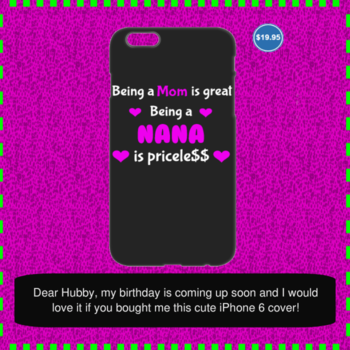 $19.95
Being a Mom is great
Being a
NANA
is pricele$$
Dear Hubby, my birthday is coming up soon and I would
love it if you bought me this cute iPhone 6 cover!